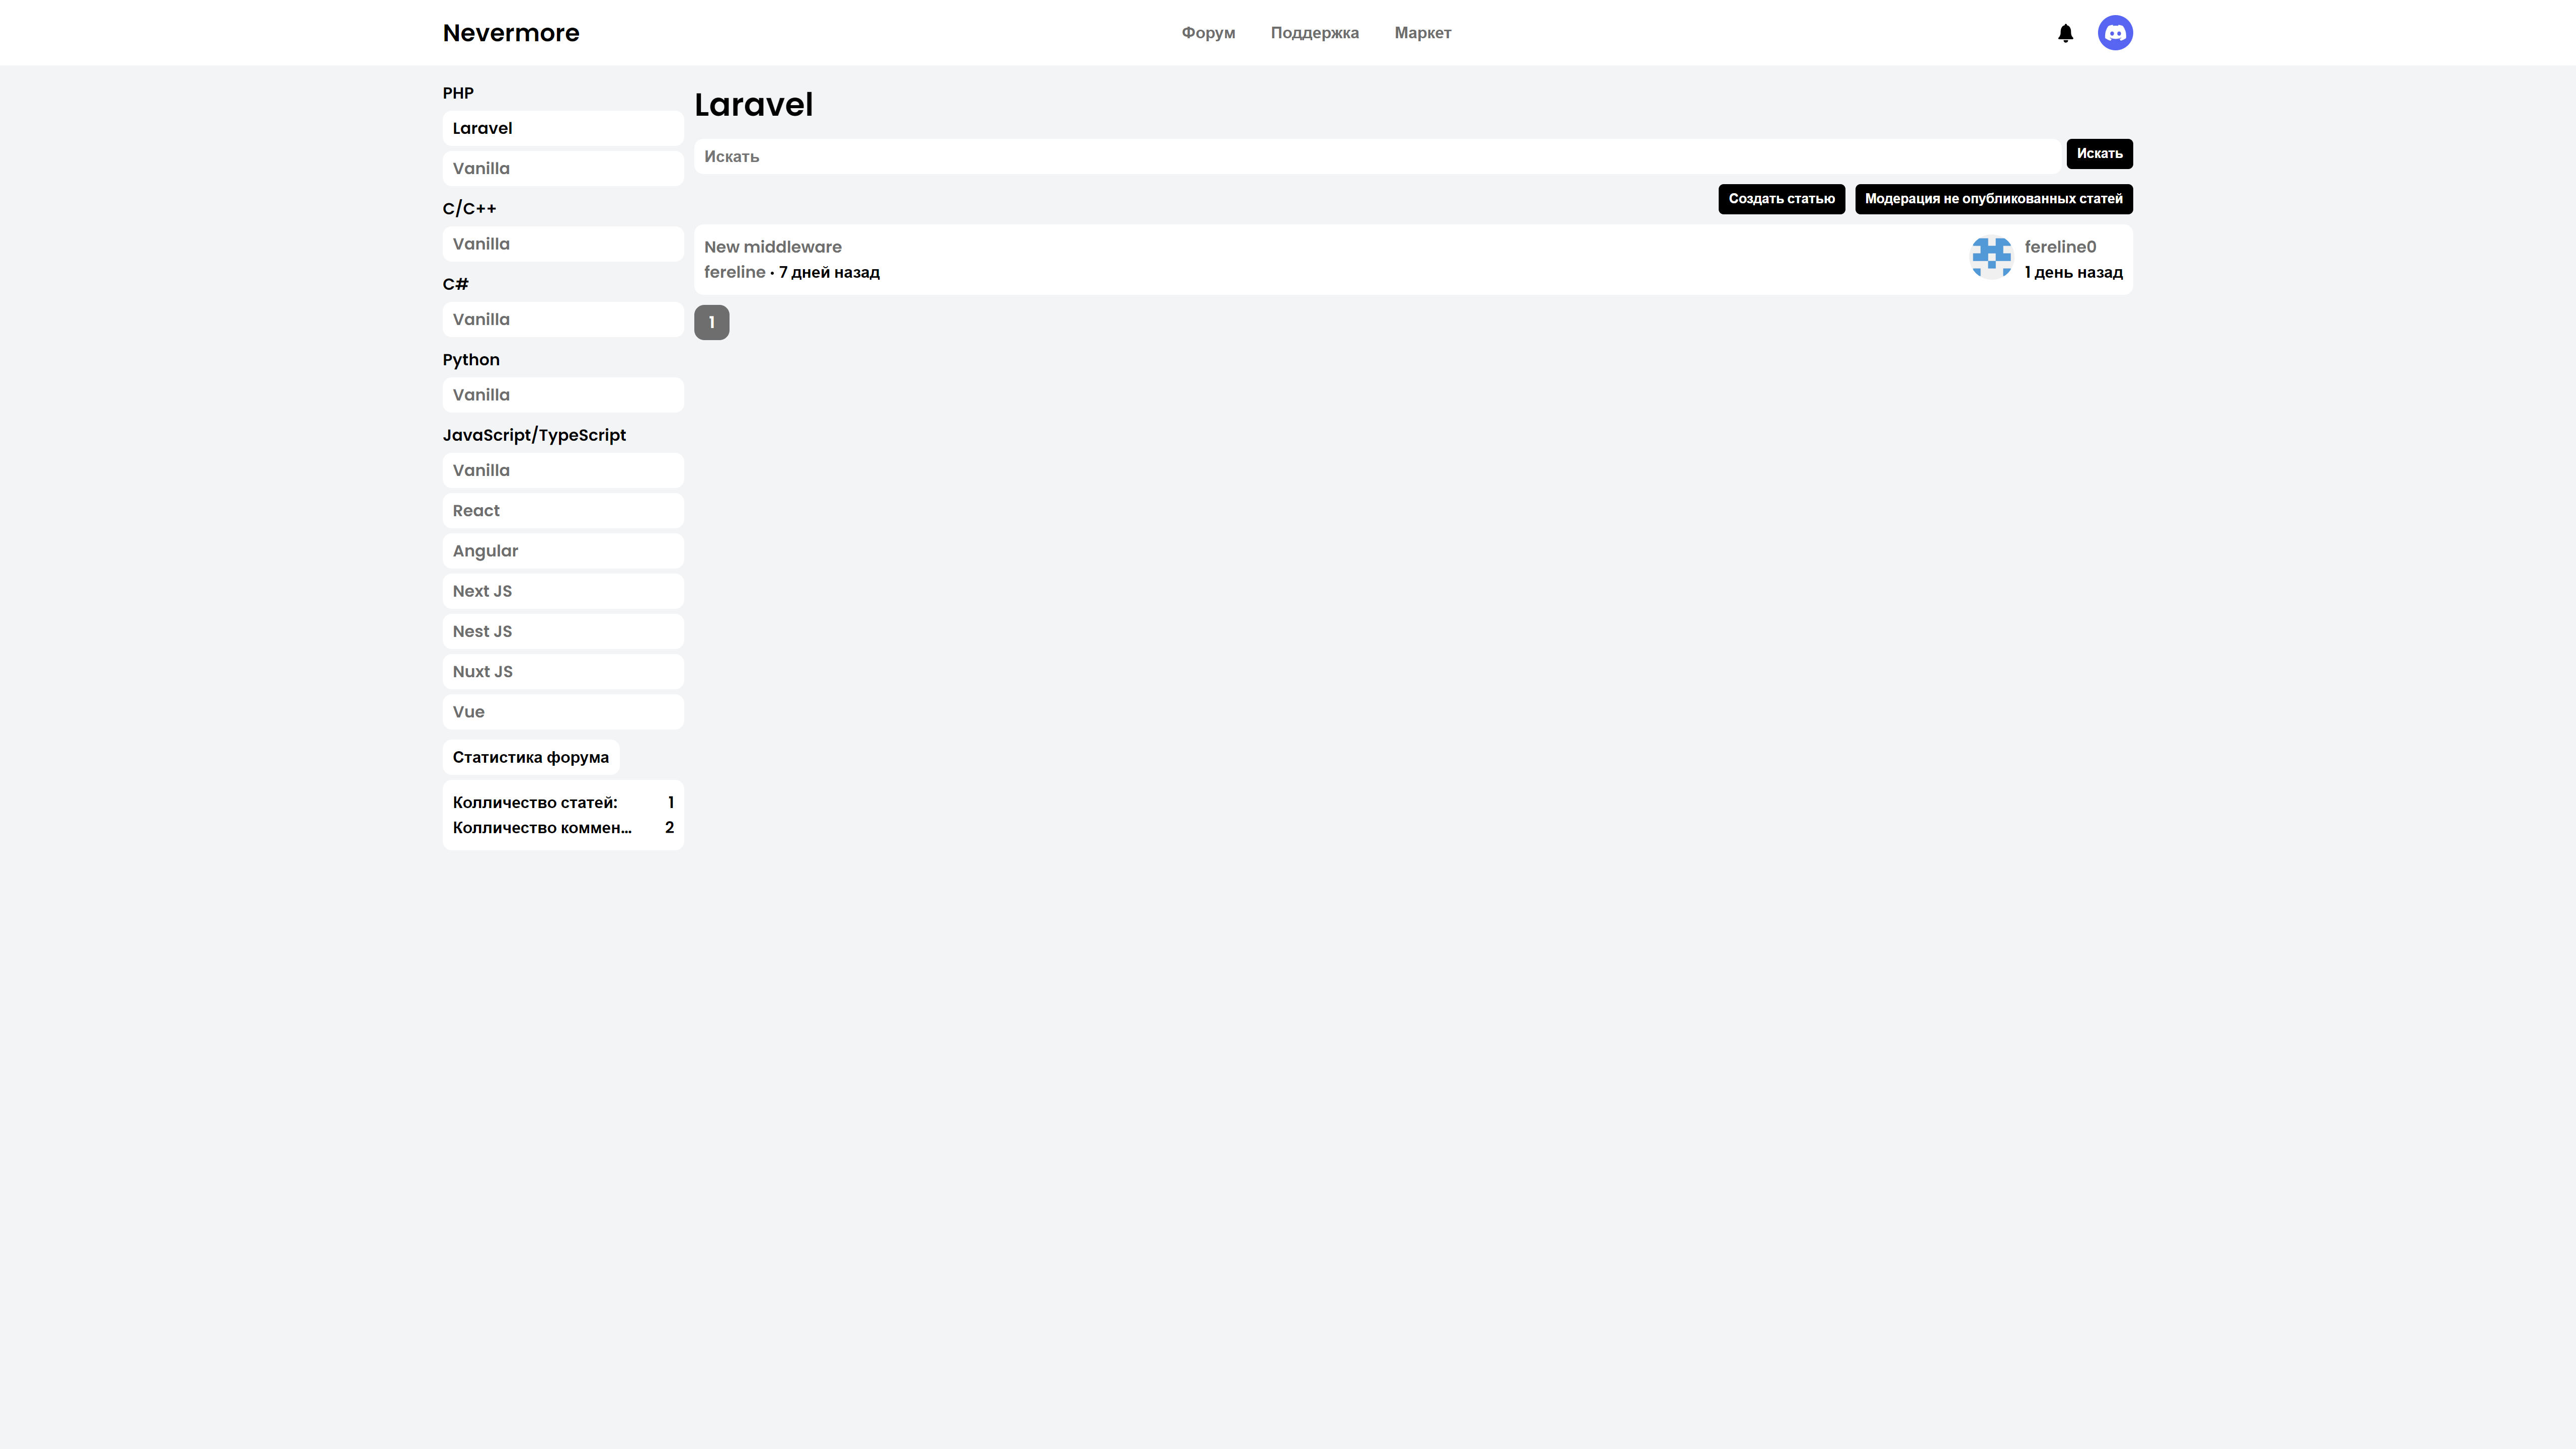 Nevermore
Форум
Поддержка
Маркет
PHP
Laravel
Vanilla
C/C++
Vanilla
C#
Vanilla
Python
Vanilla
JavaScript/TypeScript
Vanilla
React
Angular
Next JS
Nest JS
Nuxt JS
Vue
Статистика форума
Колличество статей: 1
Колличество коммен... 2
Laravel
Искать
Искать
Создать статью
Модерация не опубликованных статей
New middleware
fereline • 7 дней назад
fereline0
1 день назад
1